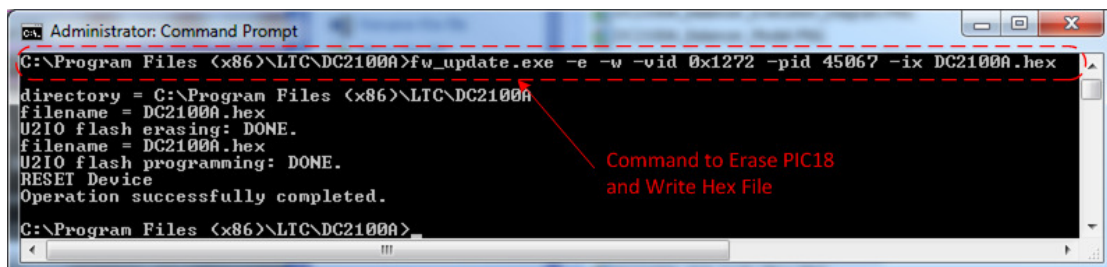 Administrator: Command Prompt
C:\Program Files (x86)\LTC\DC2100A>fw_update.exe -e -w -vid 0x1272 -pid 45067 -ix DC2100A.hex
directory = C:\Program Files (x86)\LTC\DC2100A
filename = DC2100A.hex
U2IO flash erasing: DONE.
filename = DC2100A.hex
U2IO flash programming: DONE.
RESET Device
Operation successfully completed.
C:\Program Files (x86)\LTC\DC2100A>_
Command to Erase PIC18
and Write Hex File